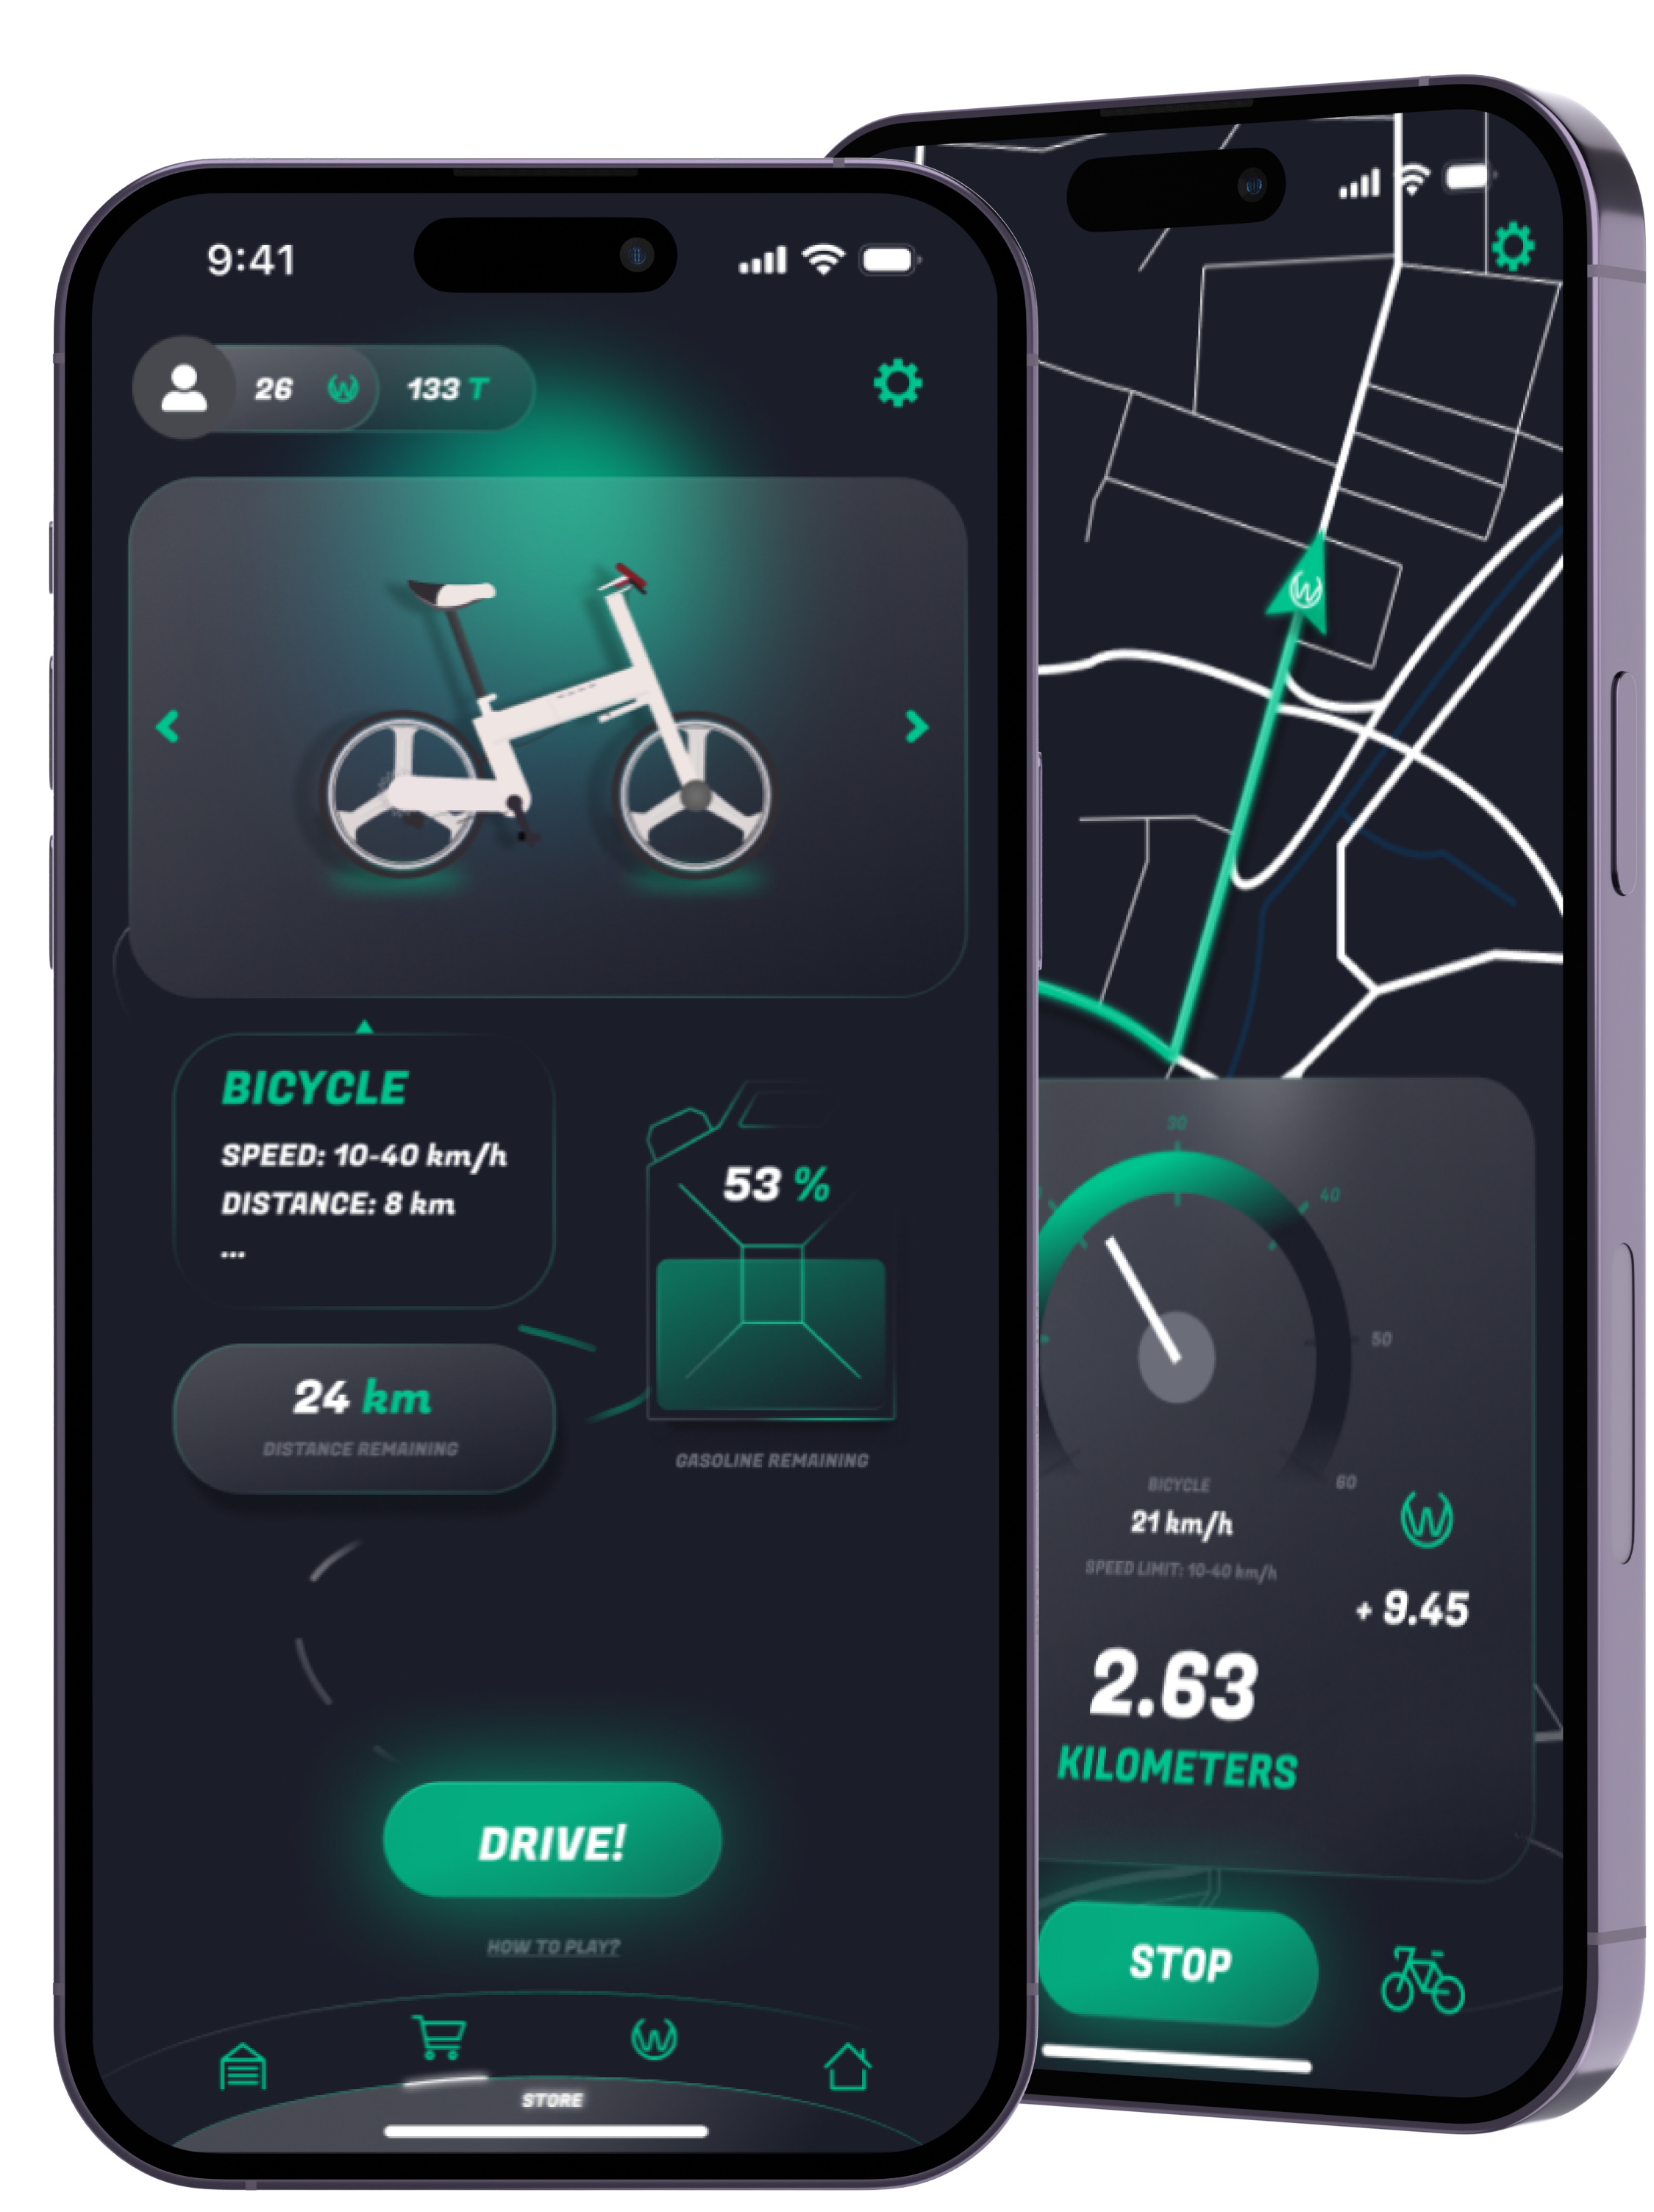 9:41
26 W 133 T
BICYCLE
SPEED: 10-40 km/h
DISTANCE: 8 km
...
53 %
24 km
DISTANCE REMAINING
GASOLINE REMAINING
DRIVE!
HOW TO PLAY?
W
STORE
W
30
40
50
60
BICYCLE
21 km/h
SPEED LIMIT: 10-40 km/h
W
+ 9.45
2.63
KILOMETERS
STOP